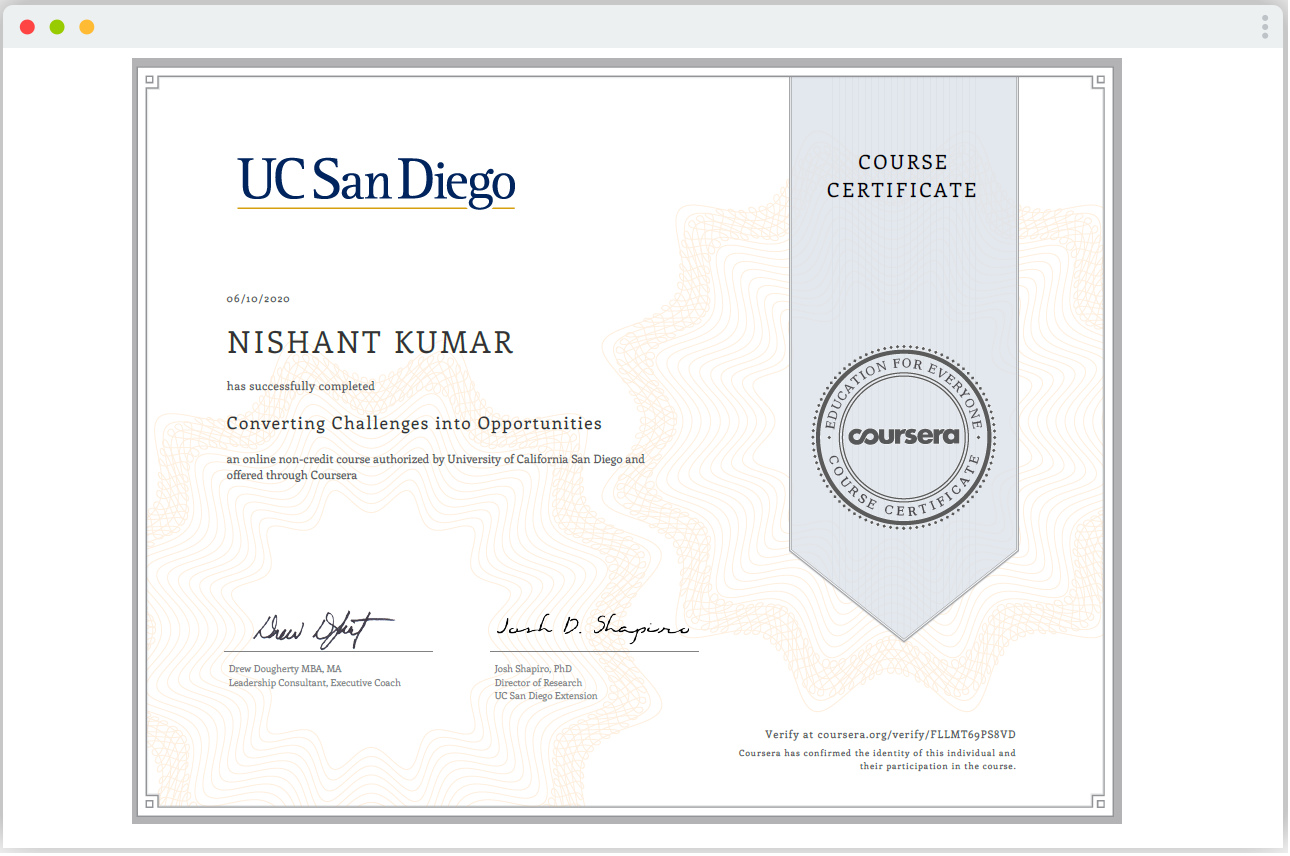 UC San Diego
COURSE
CERTIFICATE
06/10/2020
NISHANT KUMAR
has successfully completed
Converting Challenges into Opportunities
an online non-credit course authorized by University of California San Diego and
offered through Coursera
EDUCATION FOR EVERYONE
coursera
COURSE CERTIFICATE
Josh D. Shapiro
Drew Dougherty MBA, MA
Leadership Consultant, Executive Coach
Josh Shapiro, PhD
Director of Research
UC San Diego Extension
Verify at coursera.org/verify/FLLMT69PS8VD
Coursera has confirmed the identity of this individual and
their participation in the course.